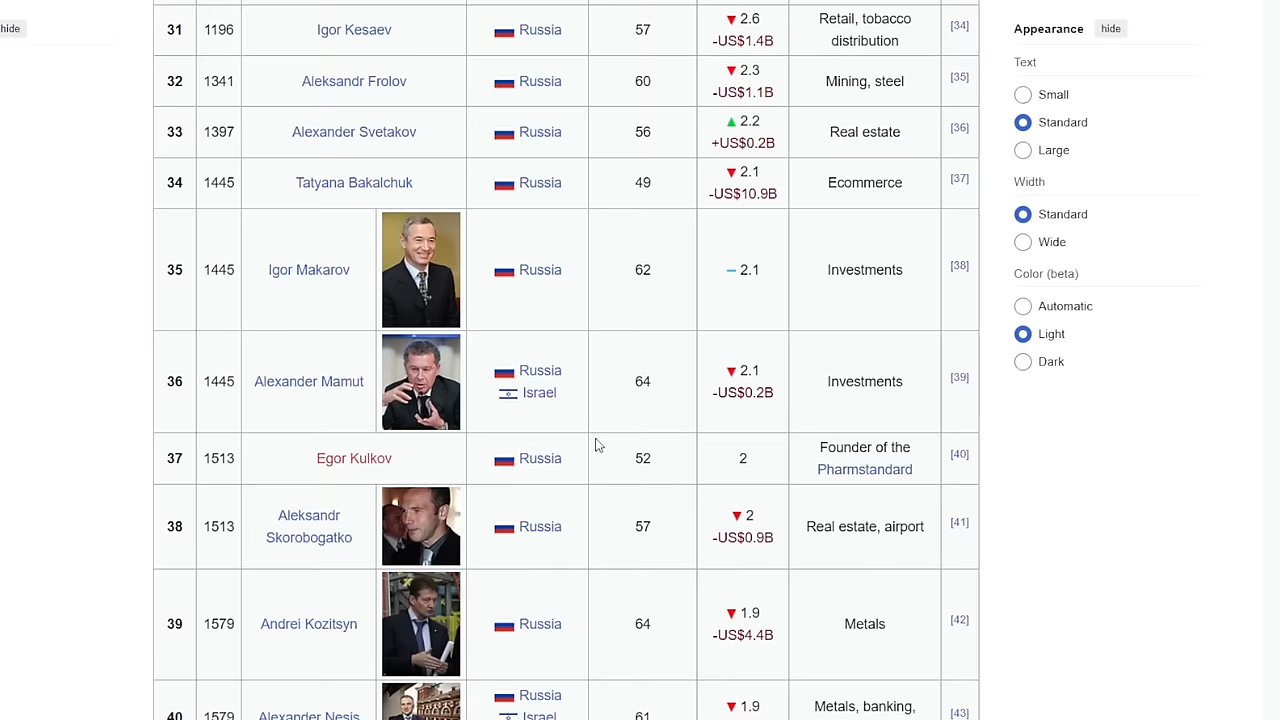 hide
31 1196 Igor Kesaev Russia 57 ▼ 2.6 -US$1.4B Retail, tobacco distribution [34]
32 1341 Aleksandr Frolov Russia 60 ▼ 2.3 -US$1.1B Mining, steel [35]
33 1397 Alexander Svetakov Russia 56 ▲ 2.2 +US$0.2B Real estate [36]
34 1445 Tatyana Bakalchuk Russia 49 ▼ 2.1 -US$10.9B Ecommerce [37]
35 1445 Igor Makarov Russia 62 – 2.1 Investments [38]
36 1445 Alexander Mamut Russia Israel 64 ▼ 2.1 -US$0.2B Investments [39]
37 1513 Egor Kulkov Russia 52 2 Founder of the Pharmstandard [40]
38 1513 Aleksandr Skorobogatko Russia 57 ▼ 2 -US$0.9B Real estate, airport [41]
39 1579 Andrei Kozitsyn Russia 64 ▼ 1.9 -US$4.4B Metals [42]
40 1579 Alexander Nesis Russia Israel 61 ▼ 1.9 Metals, banking, [43]
Appearance hide
Text
Small
Standard
Large
Width
Standard
Wide
Color (beta)
Automatic
Light
Dark